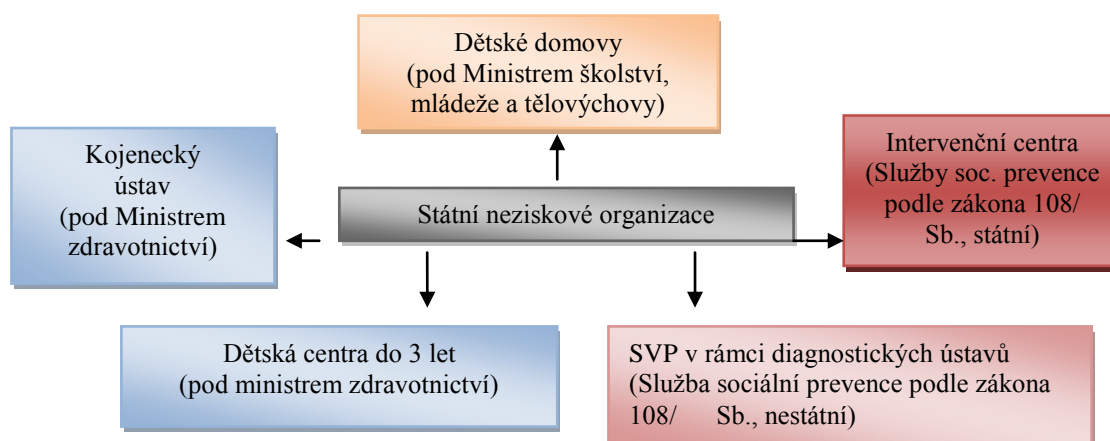 Dětské domovy
(pod Ministrem školství,
mládeže a tělovýchovy)
Kojenecký
ústav
(pod Ministrem
zdravotnictví)
Státní neziskové organizace
Intervenční centra
(Služby soc. prevence
podle zákona 108/
Sb., státní)
Dětská centra do 3 let
(pod ministrem zdravotnictví)
SVP v rámci diagnostických ústavů
(Služba sociální prevence podle zákona
108/ Sb., nestátní)